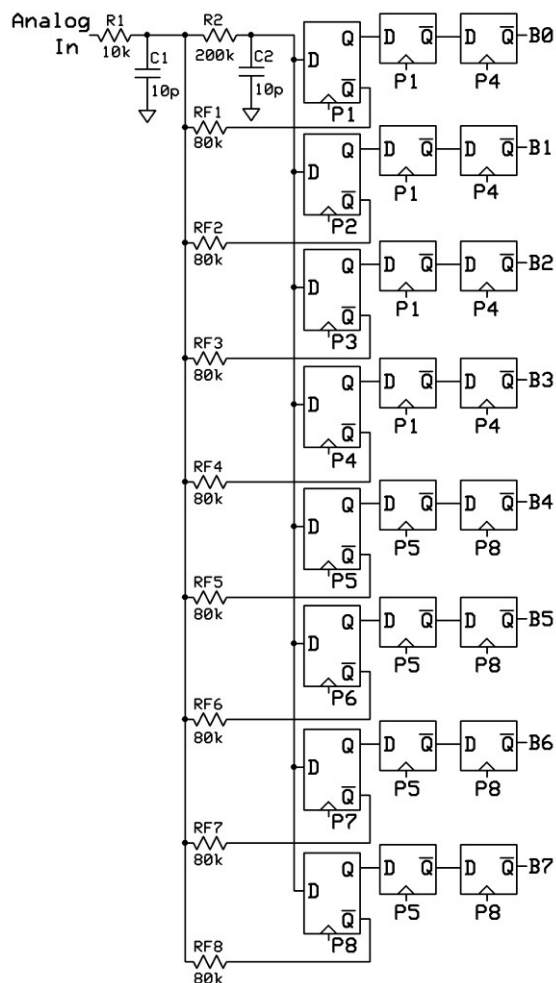 Analog In
R1
10k
C1
10p
R2
200k
C2
10p
D Q Q
P1
D Q
P1
D Q
P4
B0
RF1
80k
D Q Q
P2
D Q
P1
D Q
P4
B1
RF2
80k
D Q Q
P3
D Q
P1
D Q
P4
B2
RF3
80k
D Q Q
P4
D Q
P1
D Q
P4
B3
RF4
80k
D Q Q
P5
D Q
P5
D Q
P8
B4
RF5
80k
D Q Q
P6
D Q
P5
D Q
P8
B5
RF6
80k
D Q Q
P7
D Q
P5
D Q
P8
B6
RF7
80k
D Q Q
P8
D Q
P5
D Q
P8
B7
RF8
80k